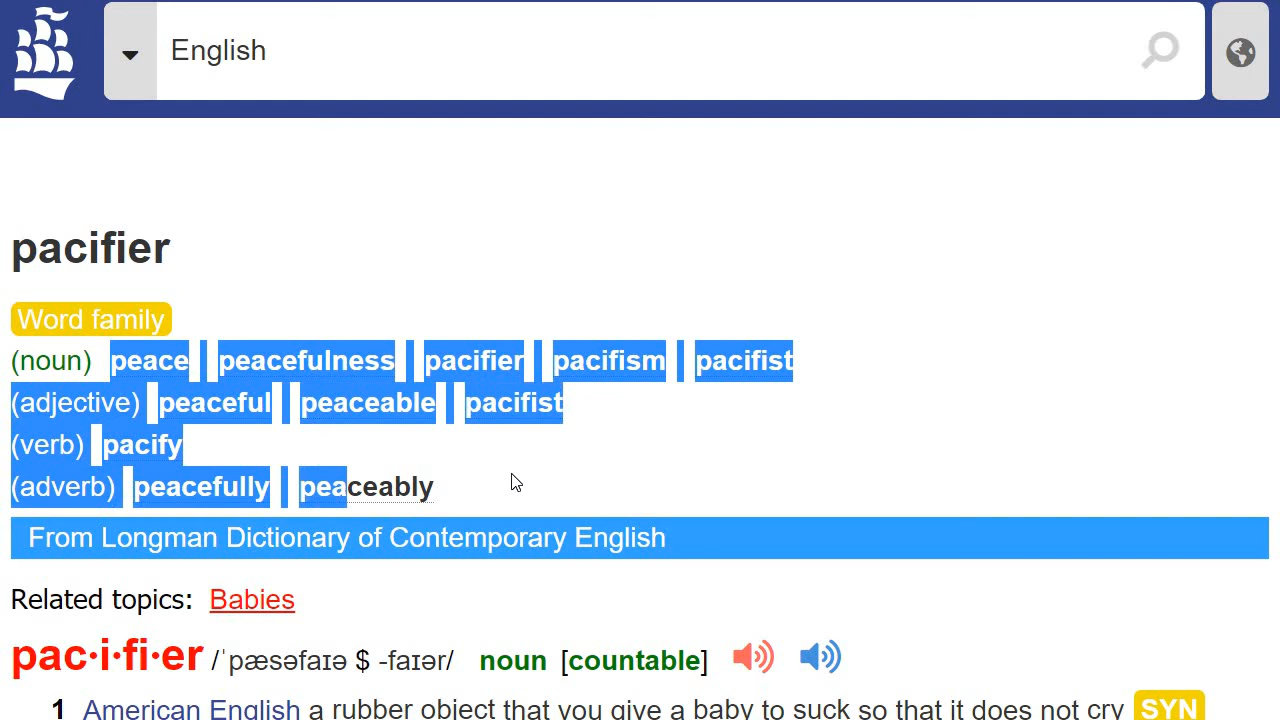 English
pacifier
Word family
(noun) peace | peacefulness | pacifier | pacifism | pacifist
(adjective) peaceful | peaceable | pacifist
(verb) pacify
(adverb) peacefully | peaceably
From Longman Dictionary of Contemporary English
Related topics: Babies
pac·i·fi·er /ˈpæsəfaɪə $ -faɪər/ noun [countable]
1 American English a rubber object that you give a baby to suck so that it does not cry SYN